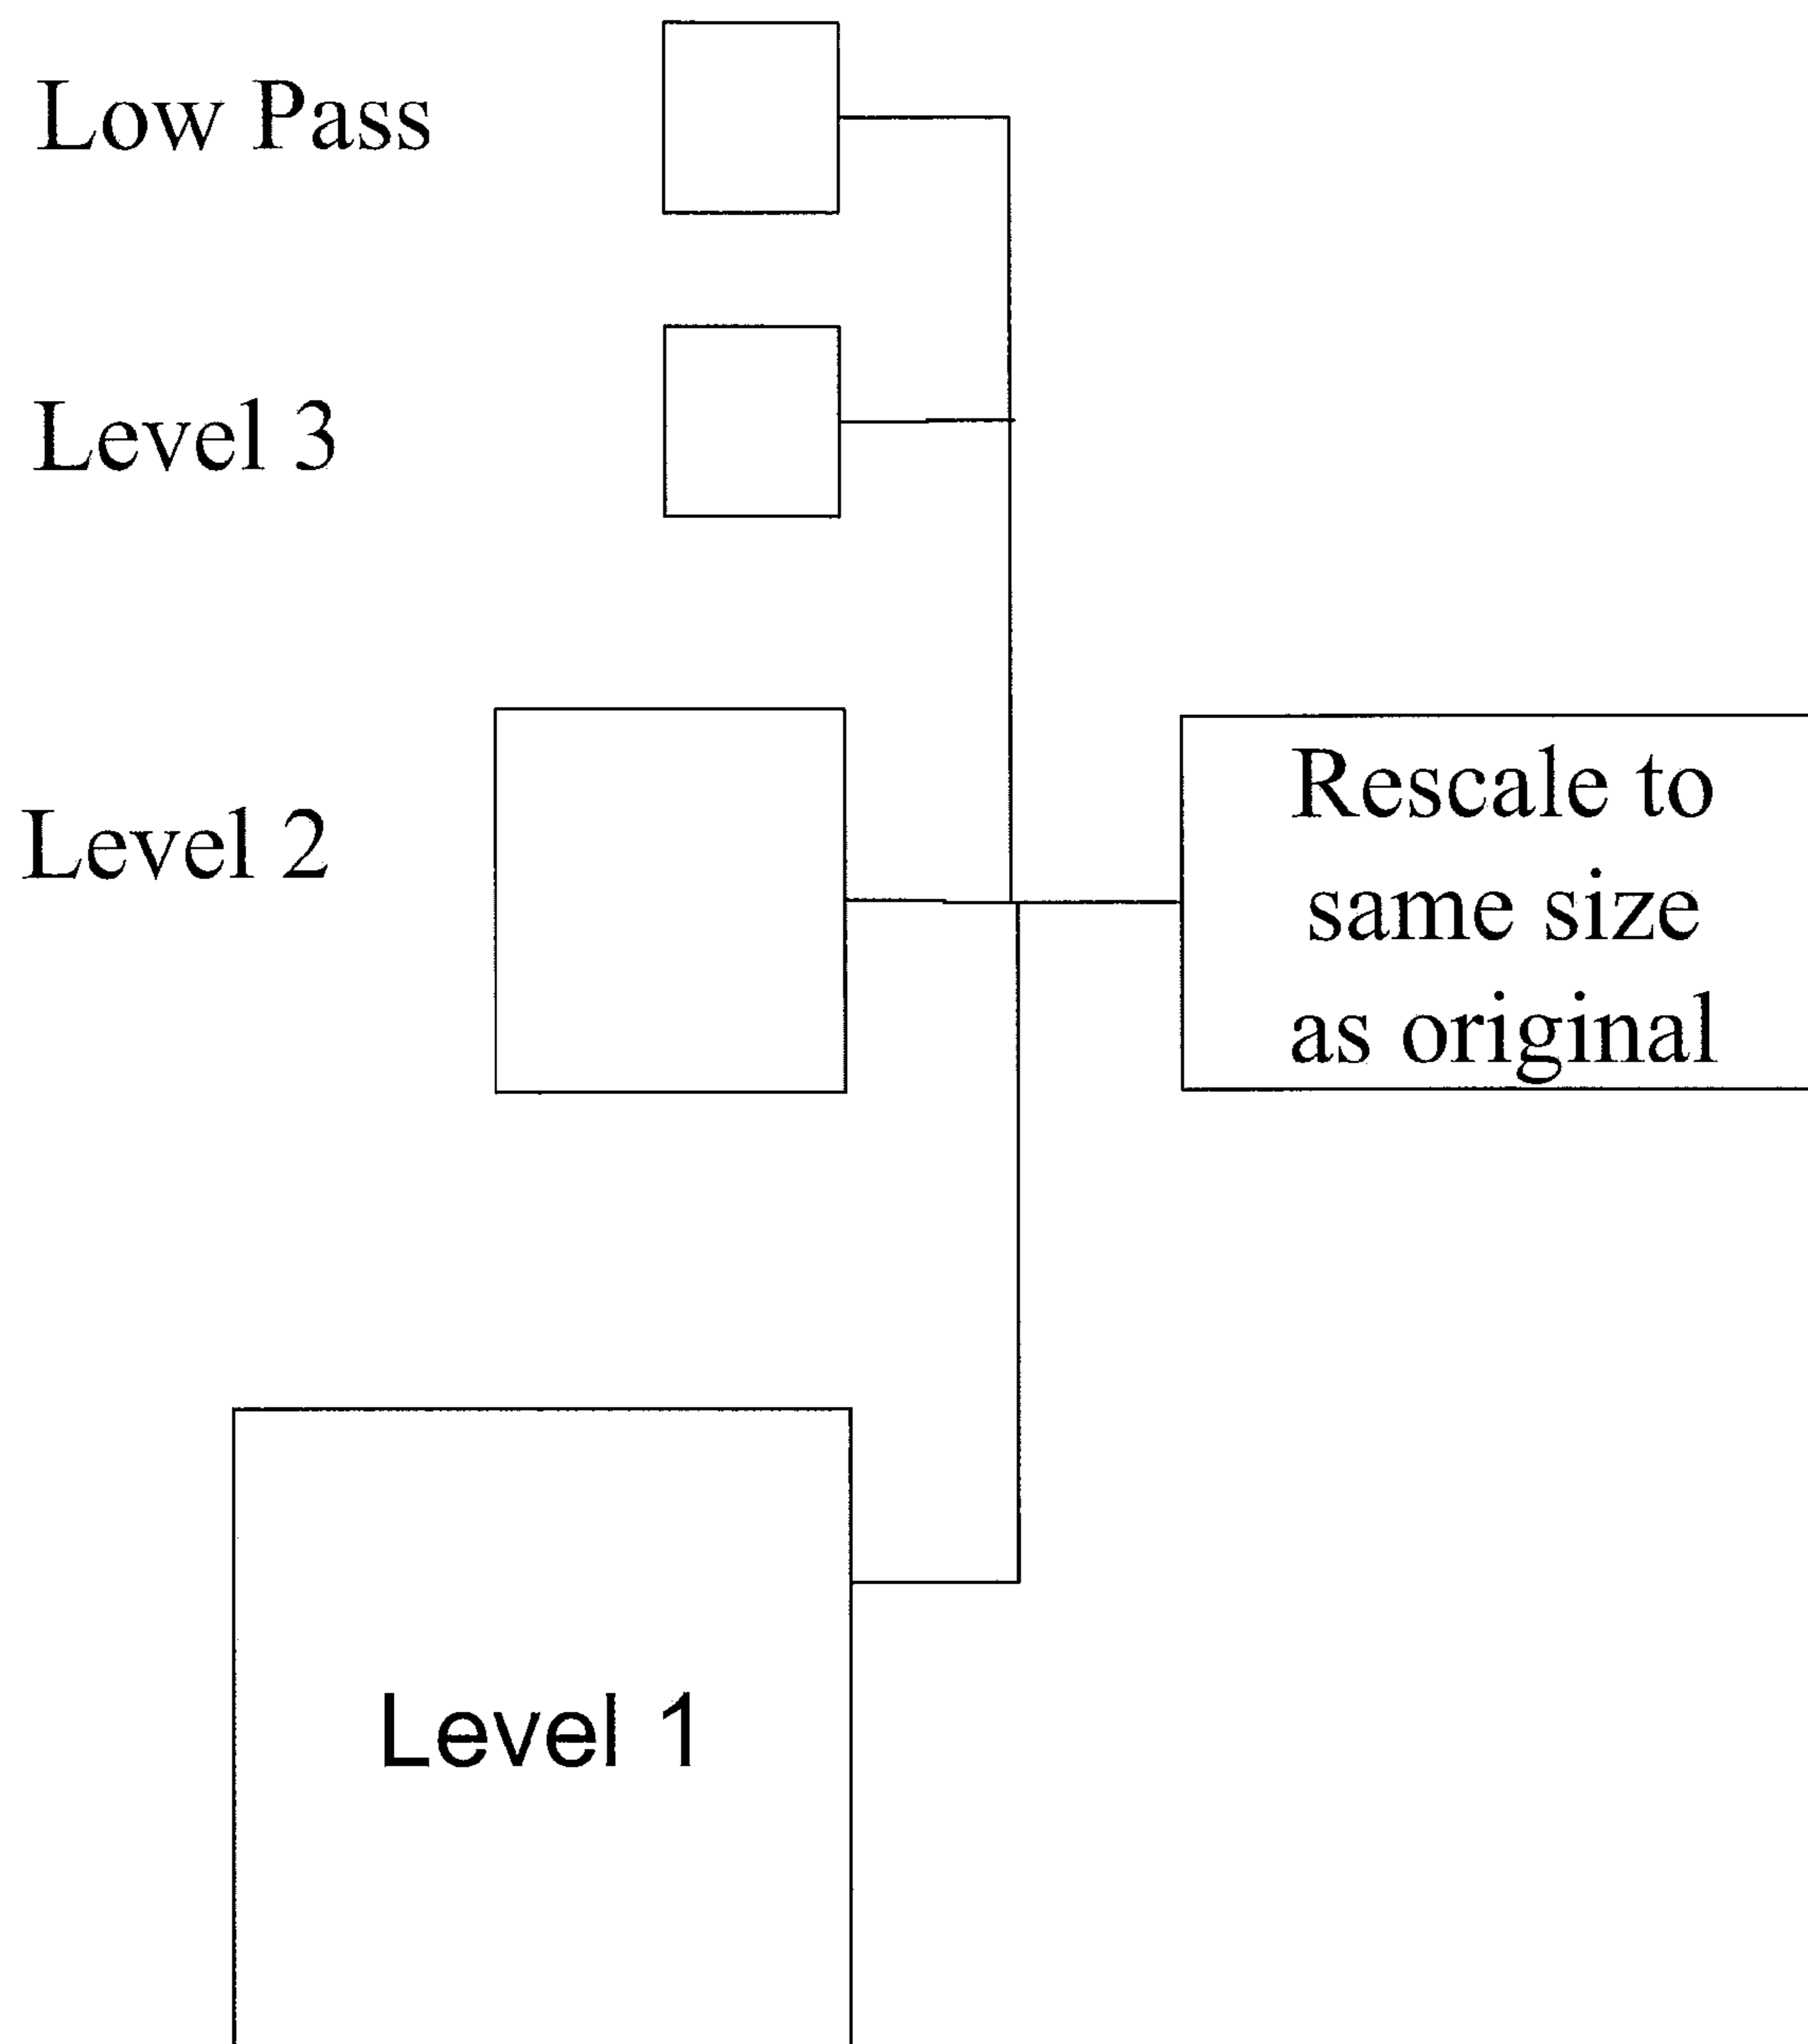 Low Pass
Level 3
Level 2
Rescale to
same size
as original
Level 1